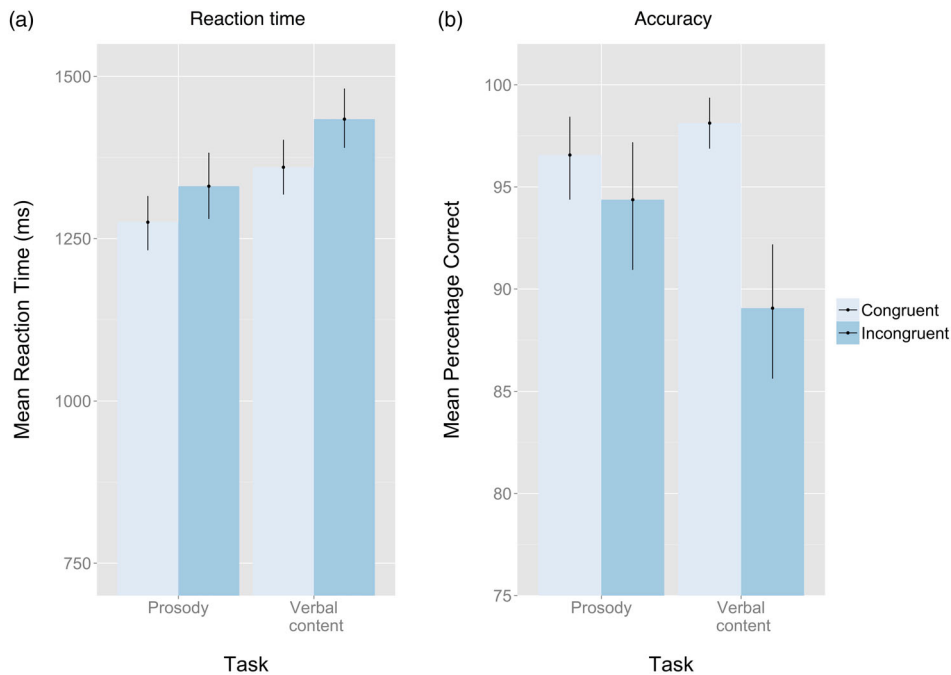 (a)
Reaction time
Mean Reaction Time (ms)
1500
1250
1000
750
Prosody
Verbal
content
Task
(b)
Accuracy
Mean Percentage Correct
100
95
90
85
80
75
Prosody
Verbal
content
Task
Congruent
Incongruent